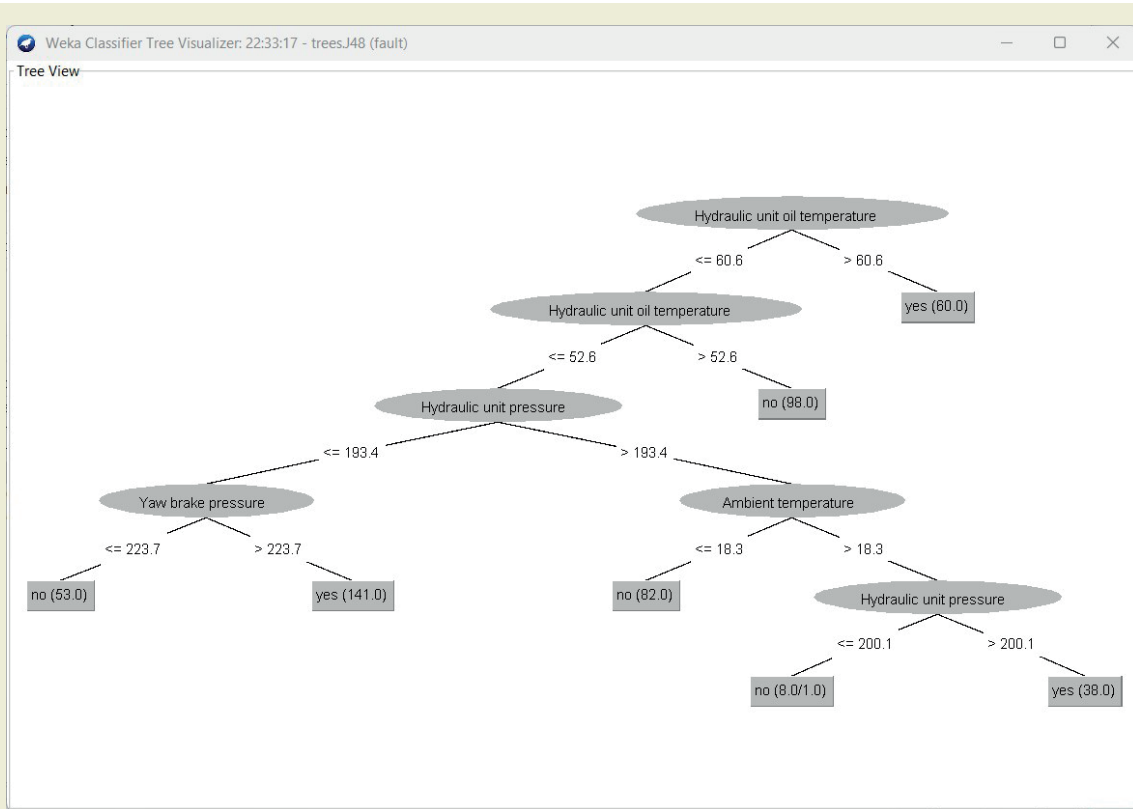 Weka Classifier Tree Visualizer: 22:33:17 - trees.J48 (fault)
Tree View
Hydraulic unit oil temperature
<= 60.6 > 60.6
Hydraulic unit oil temperature
yes (60.0)
<= 52.6 > 52.6
Hydraulic unit pressure
no (98.0)
<= 193.4 > 193.4
Yaw brake pressure
Ambient temperature
<= 223.7 > 223.7
<= 18.3 > 18.3
no (53.0)
yes (141.0)
no (82.0)
Hydraulic unit pressure
<= 200.1 > 200.1
no (8.0/1.0)
yes (38.0)